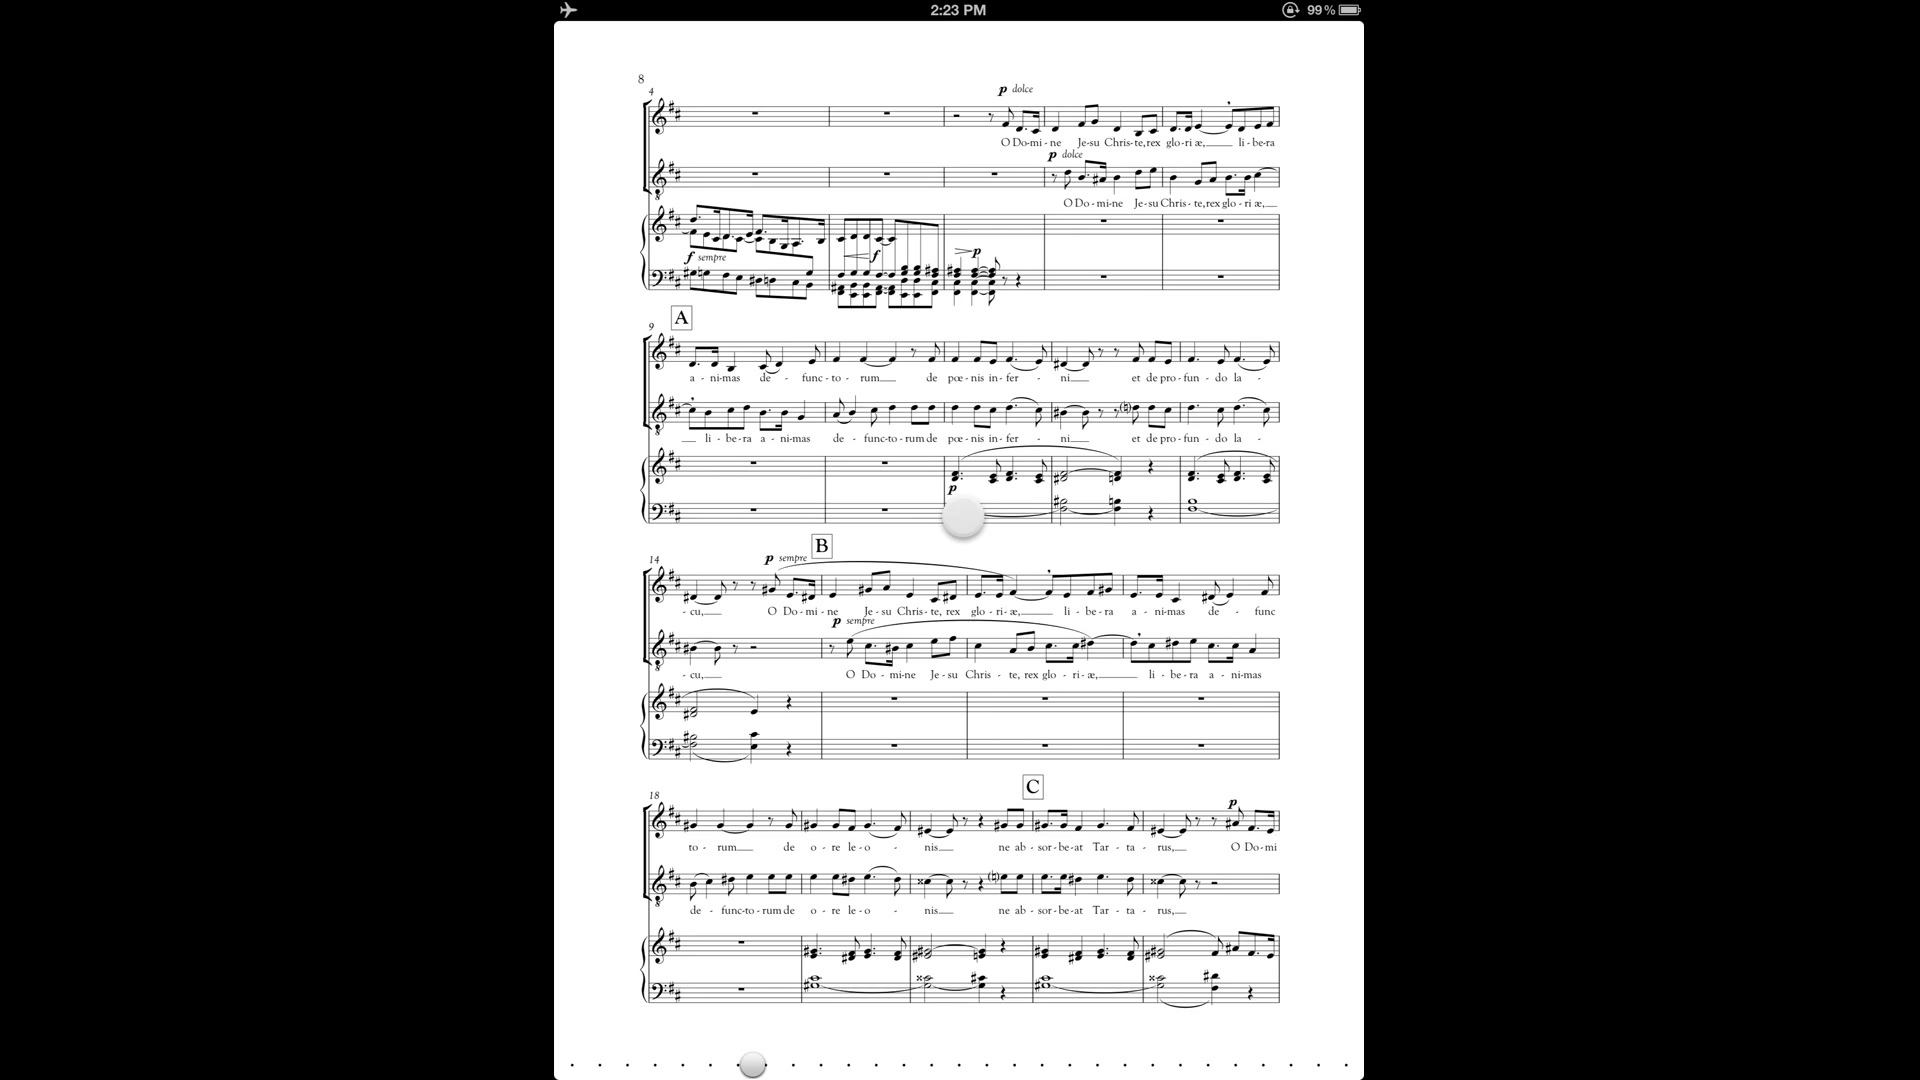 2:23 PM
99%
8
4
p dolce
O Do-mi-ne Je-su Chris-te, rex glo-ri æ, li-be-ra
p dolce
O Do-mi-ne Je-su Chris-te, rex glo-ri æ,
f sempre
f
p
A
9
a-ni-mas de-func-to-rum de pœ-nis in-fer-ni et de pro-fun-do la-
li-be-ra a-ni-mas de-func-to-rum de pœ-nis in-fer-ni et de pro-fun-do la-
p
B
14
p sempre
-cu, O Do-mi-ne Je-su Chris-te, rex glo-ri-æ, li-be-ra a-ni-mas de-func
p sempre
-cu, O Do-mi-ne Je-su Chris-te, rex glo-ri-æ, li-be-ra a-ni-mas
C
18
p
to-rum de o-re le-o-nis ne ab-sor-be-at Tar-ta-rus, O Do-mi
de-func-to-rum de o-re le-o-nis ne ab-sor-be-at Tar-ta-rus,